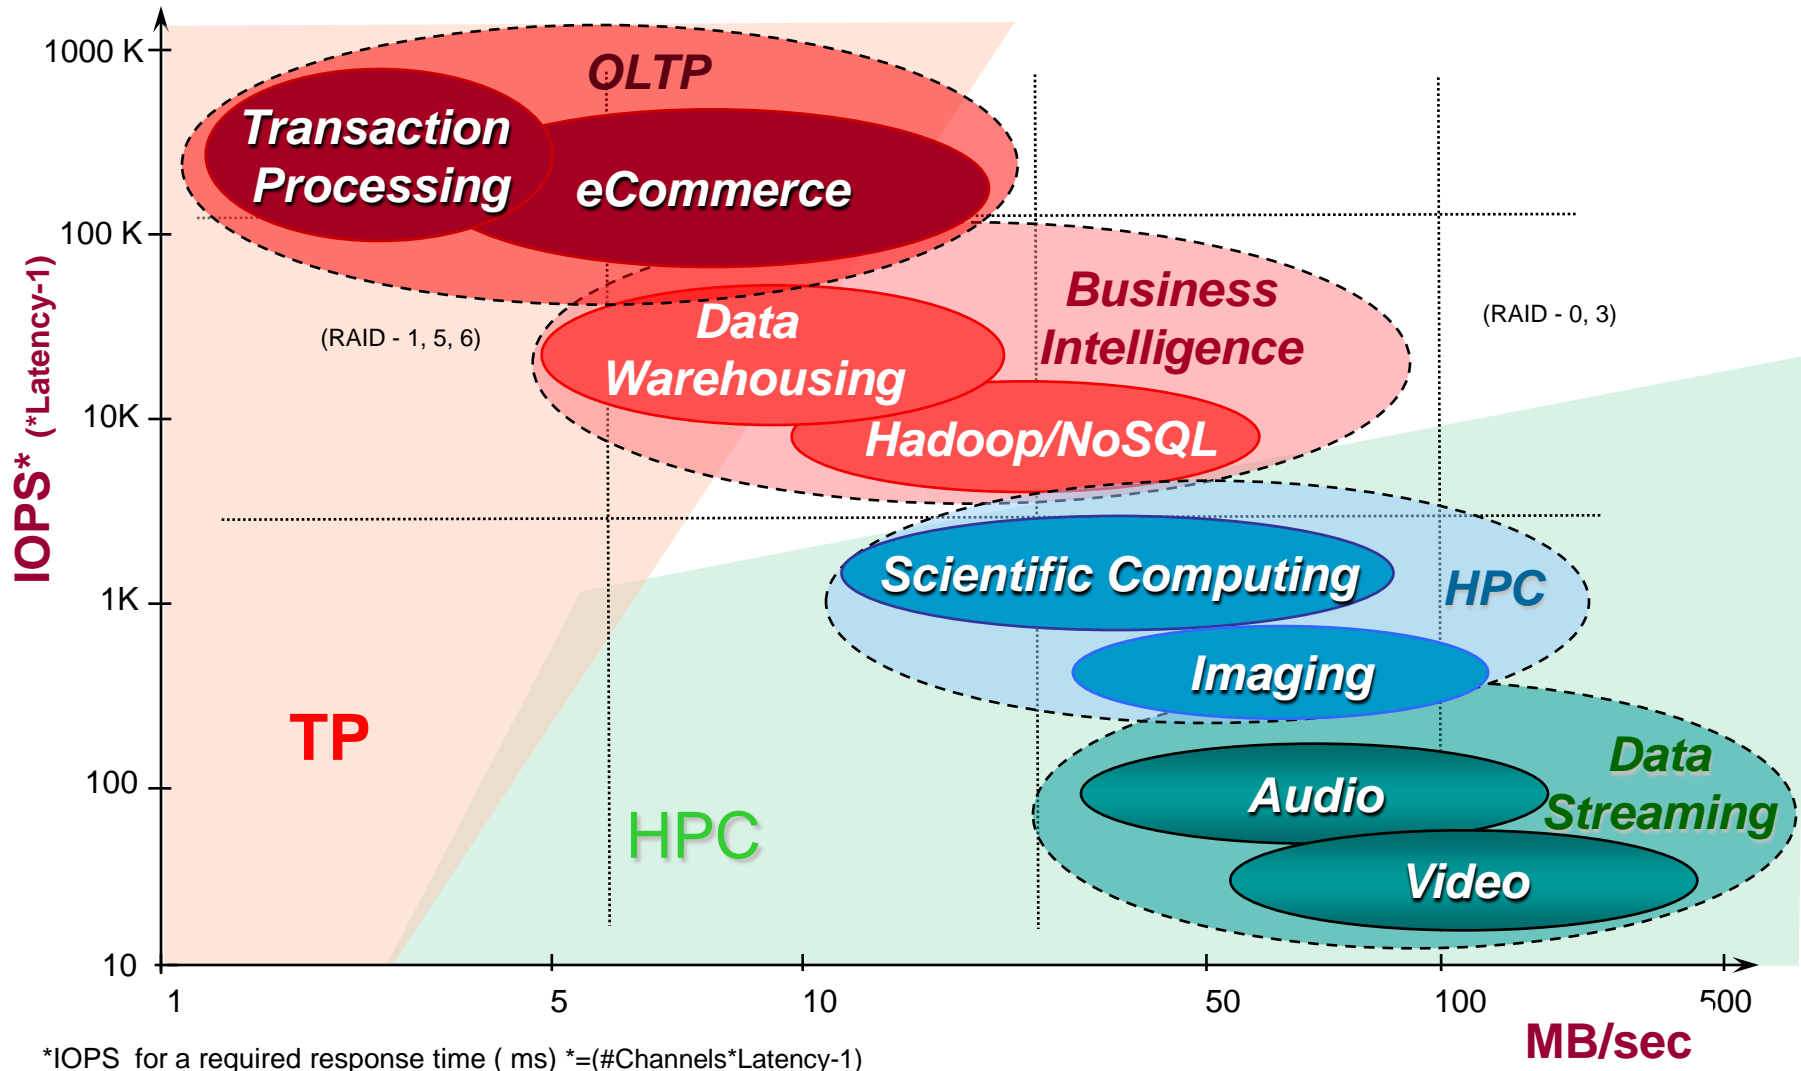 1000 K
OLTP
Transaction
Processing
eCommerce
100 K
Business
Intelligence
Data
Warehousing
(RAID - 1, 5, 6)
(RAID - 0, 3)
10K
Hadoop/NoSQL
IOPS* (*Latency-1)
Scientific Computing
HPC
1K
Imaging
TP
Data
Streaming
100
Audio
HPC
Video
10
1
5
10
50
100
500
MB/sec
*IOPS for a required response time ( ms) *=(#Channels*Latency-1)